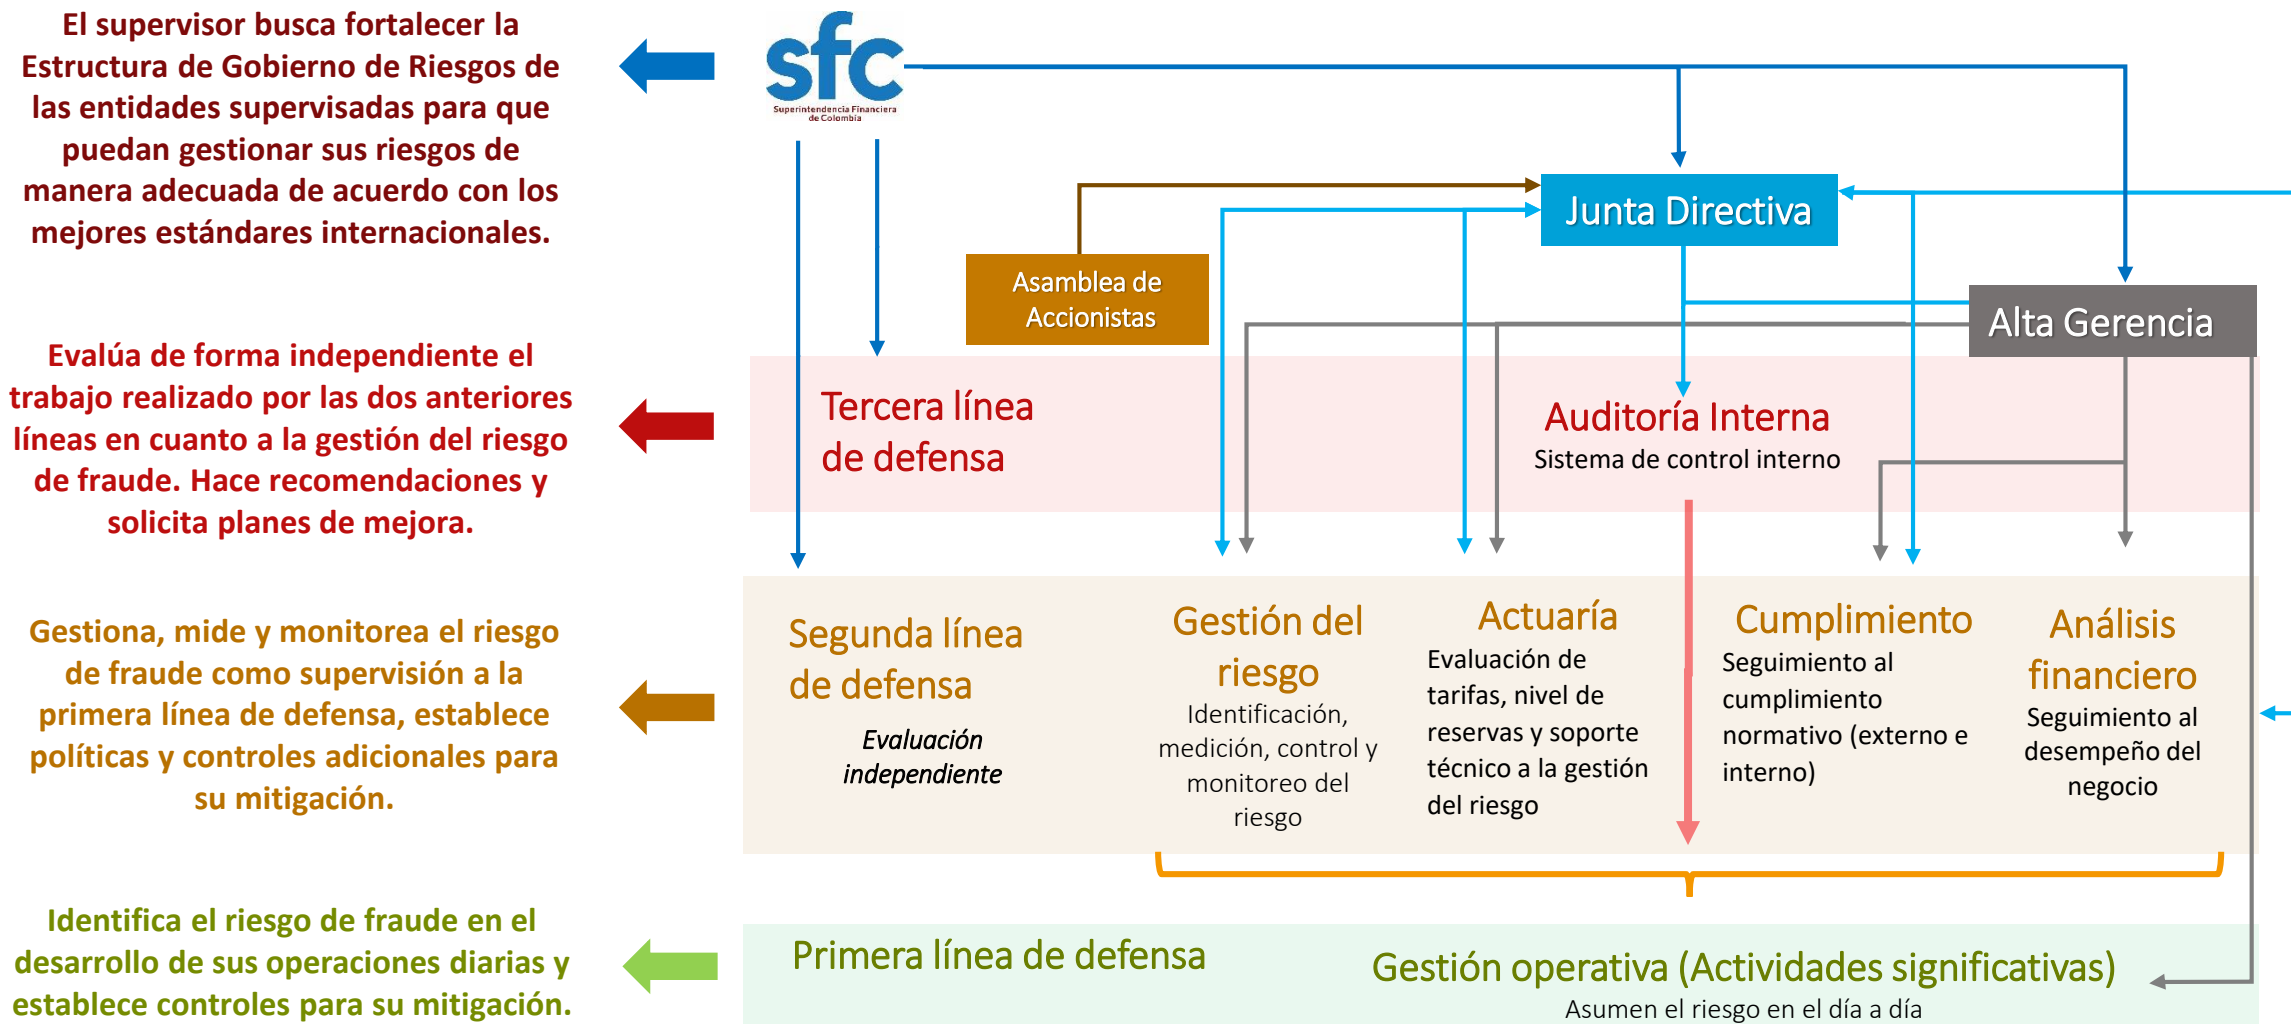 El supervisor busca fortalecer la
Estructura de Gobierno de Riesgos de
las entidades supervisadas para que
puedan gestionar sus riesgos de
manera adecuada de acuerdo con los
mejores estándares internacionales.
sfc
Superintendencia Financiera
de Colombia
Junta Directiva
Asamblea de
Accionistas
Alta Gerencia
Evalúa de forma independiente el
trabajo realizado por las dos anteriores
líneas en cuanto a la gestión del riesgo
de fraude. Hace recomendaciones y
solicita planes de mejora.
Tercera línea
de defensa
Auditoría Interna
Sistema de control interno
Gestiona, mide y monitorea el riesgo
de fraude como supervisión a la
primera línea de defensa, establece
políticas y controles adicionales para
su mitigación.
Segunda línea
de defensa
Evaluación
independiente
Gestión del
riesgo
Identificación,
medición, control y
monitoreo del
riesgo
Actuaría
Evaluación de
tarifas, nivel de
reservas y soporte
técnico a la gestión
del riesgo
Cumplimiento
Seguimiento al
cumplimiento
normativo (externo e
interno)
Análisis
financiero
Seguimiento al
desempeño del
negocio
Identifica el riesgo de fraude en el
desarrollo de sus operaciones diarias y
establece controles para su mitigación.
Primera línea de defensa
Gestión operativa (Actividades significativas)
Asumen el riesgo en el día a día